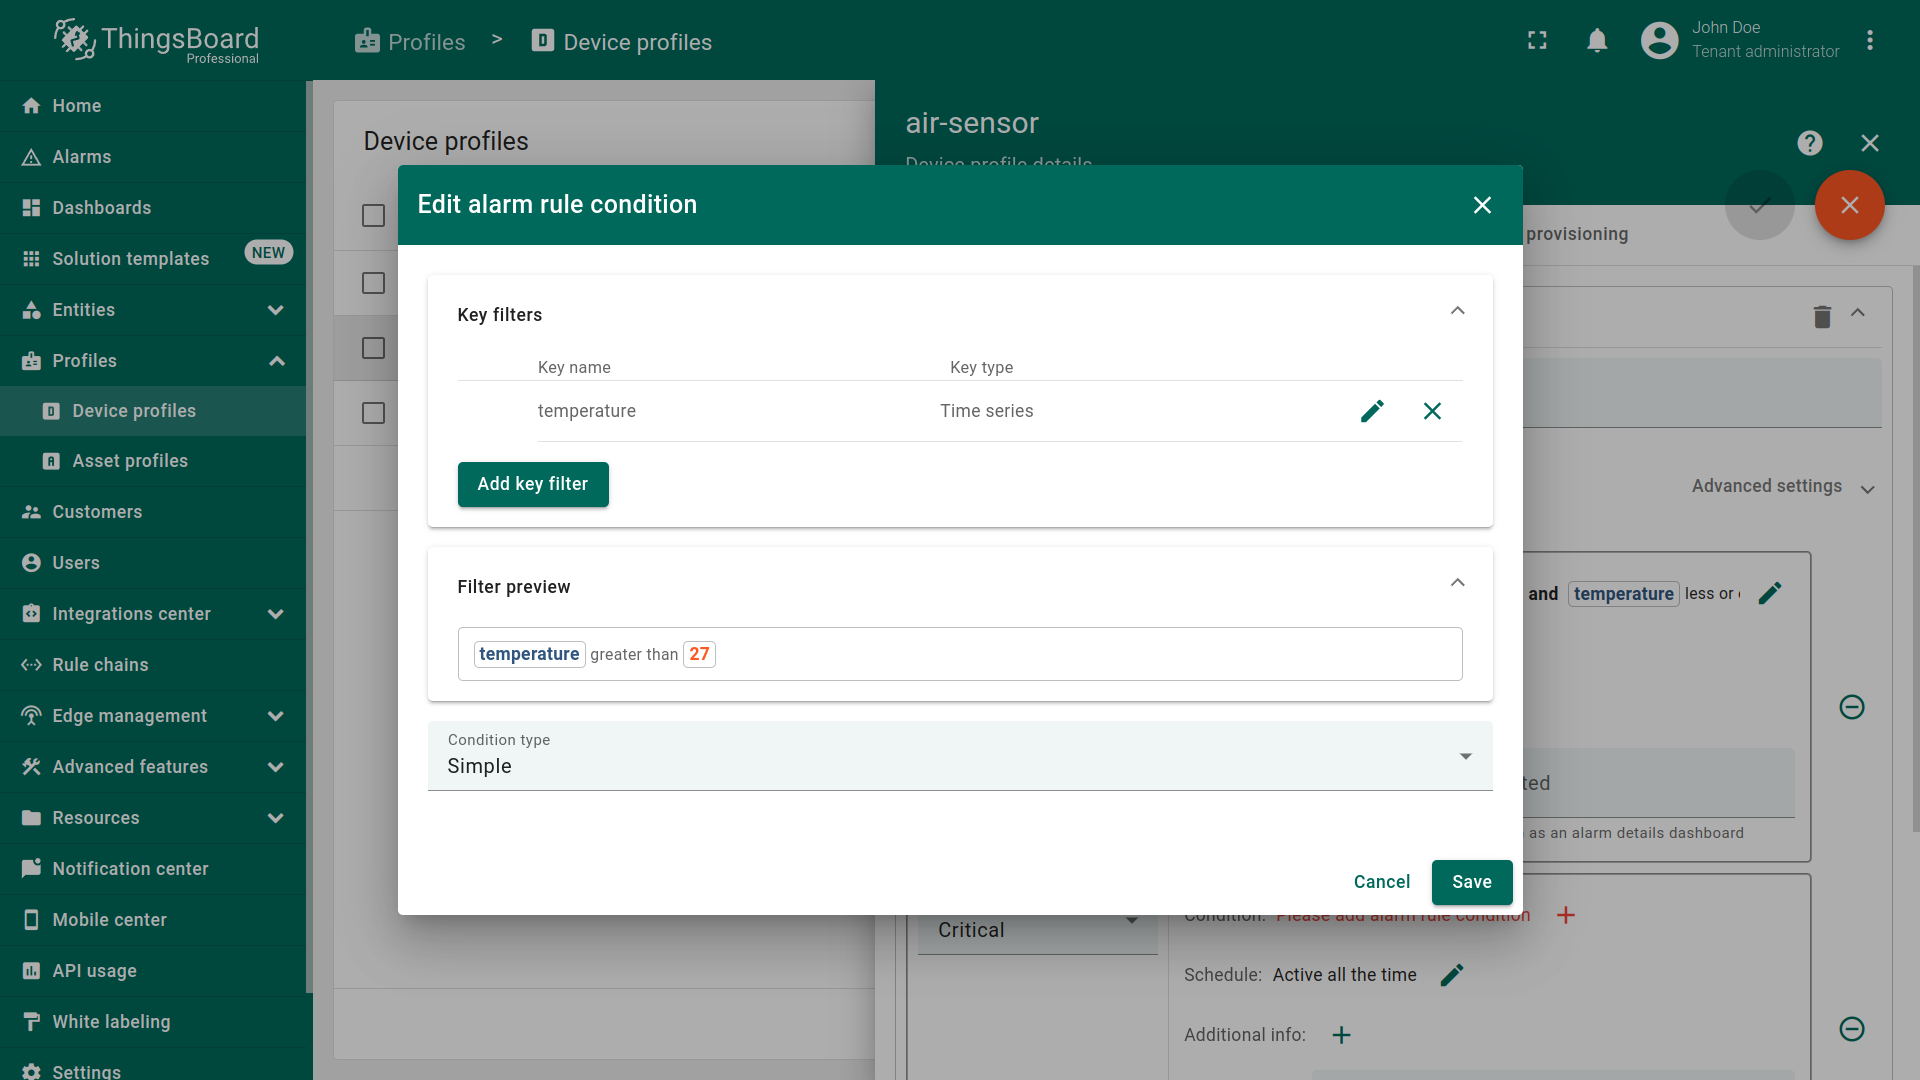 ThingsBoard
Professional
Profiles > Device profiles
John Doe
Tenant administrator
Home
Alarms
Dashboards
Solution templates NEW
Entities
Profiles
Device profiles
Asset profiles
Customers
Users
Integrations center
Rule chains
Edge management
Advanced features
Resources
Notification center
Mobile center
API usage
White labeling
Settings
Device profiles
air-sensor
Device profile details
provisioning
Advanced settings
and temperature less or
as an alarm details dashboard
Edit alarm rule condition
Key filters
Key name Key type
temperature Time series
Add key filter
Filter preview
temperature greater than 27
Condition type
Simple
Cancel Save
Critical
Condition: Please add alarm rule condition
Schedule: Active all the time
Additional info: